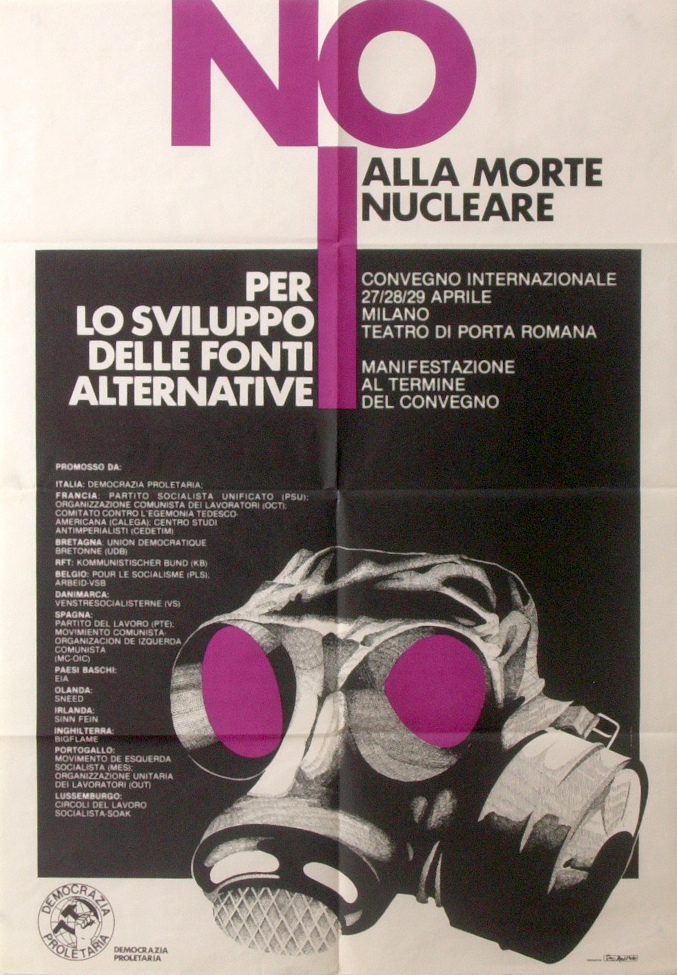 NO
ALLA MORTE
NUCLEARE
PER
LO SVILUPPO
DELLE FONTI
ALTERNATIVE
CONVEGNO INTERNAZIONALE
27/28/29 APRILE
MILANO
TEATRO DI PORTA ROMANA
MANIFESTAZIONE
AL TERMINE
DEL CONVEGNO
PROMOSSO DA:
ITALIA: DEMOCRAZIA PROLETARIA;
FRANCIA: PARTITO SOCIALISTA UNIFICATO (PSU);
ORGANIZZAZIONE COMUNISTA DEI LAVORATORI (OCT);
COMITATO CONTRO L'EGEMONIA TEDESCO-
AMERICANA (CALEGA); CENTRO STUDI
ANTIMPERIALISTI (CEDETIM)
BRETAGNA: UNION DEMOCRATIQUE
BRETONNE (UDB)
RFT: KOMMUNISTISCHER BUND (KB)
BELGIO: POUR LE SOCIALISME (PLS);
ARBEID-VSB
DANIMARCA:
VENSTRESOCIALISTERNE (VS)
SPAGNA:
PARTITO DEL LAVORO (PTE);
MOVIMIENTO COMUNISTA-
ORGANIZACION DE IZQUERDA
COMUNISTA
(MC-OIC)
PAESI BASCHI:
EIA
OLANDA:
SNEED
IRLANDA:
SINN FEIN
INGHILTERRA:
BIGFLAME
PORTOGALLO:
MOVIMENTO DE ESQUERDA
SOCIALISTA (MES);
ORGANIZZAZIONE UNITARIA
DEI LAVORATORI (OUT)
LUSSEMBURGO:
CIRCOLI DEL LAVORO
SOCIALISTA-SOAK
DEMOCRAZIA
PROLETARIA
DEMOCRAZIA
PROLETARIA